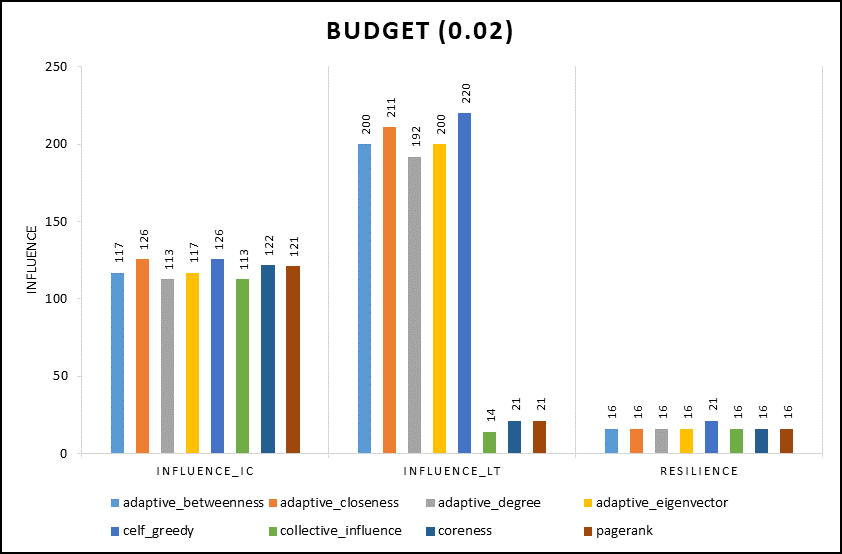 BUDGET (0.02)
INFLUENCE
250
200
150
100
50
0
117 126 113 117 126 113 122 121
200 211 192 200 220 14 21 21
16 16 16 16 21 16 16 16
INFLUENCE_IC INFLUENCE_LT RESILIENCE
adaptive_betweenness adaptive_closeness adaptive_degree adaptive_eigenvector
celf_greedy collective_influence coreness pagerank